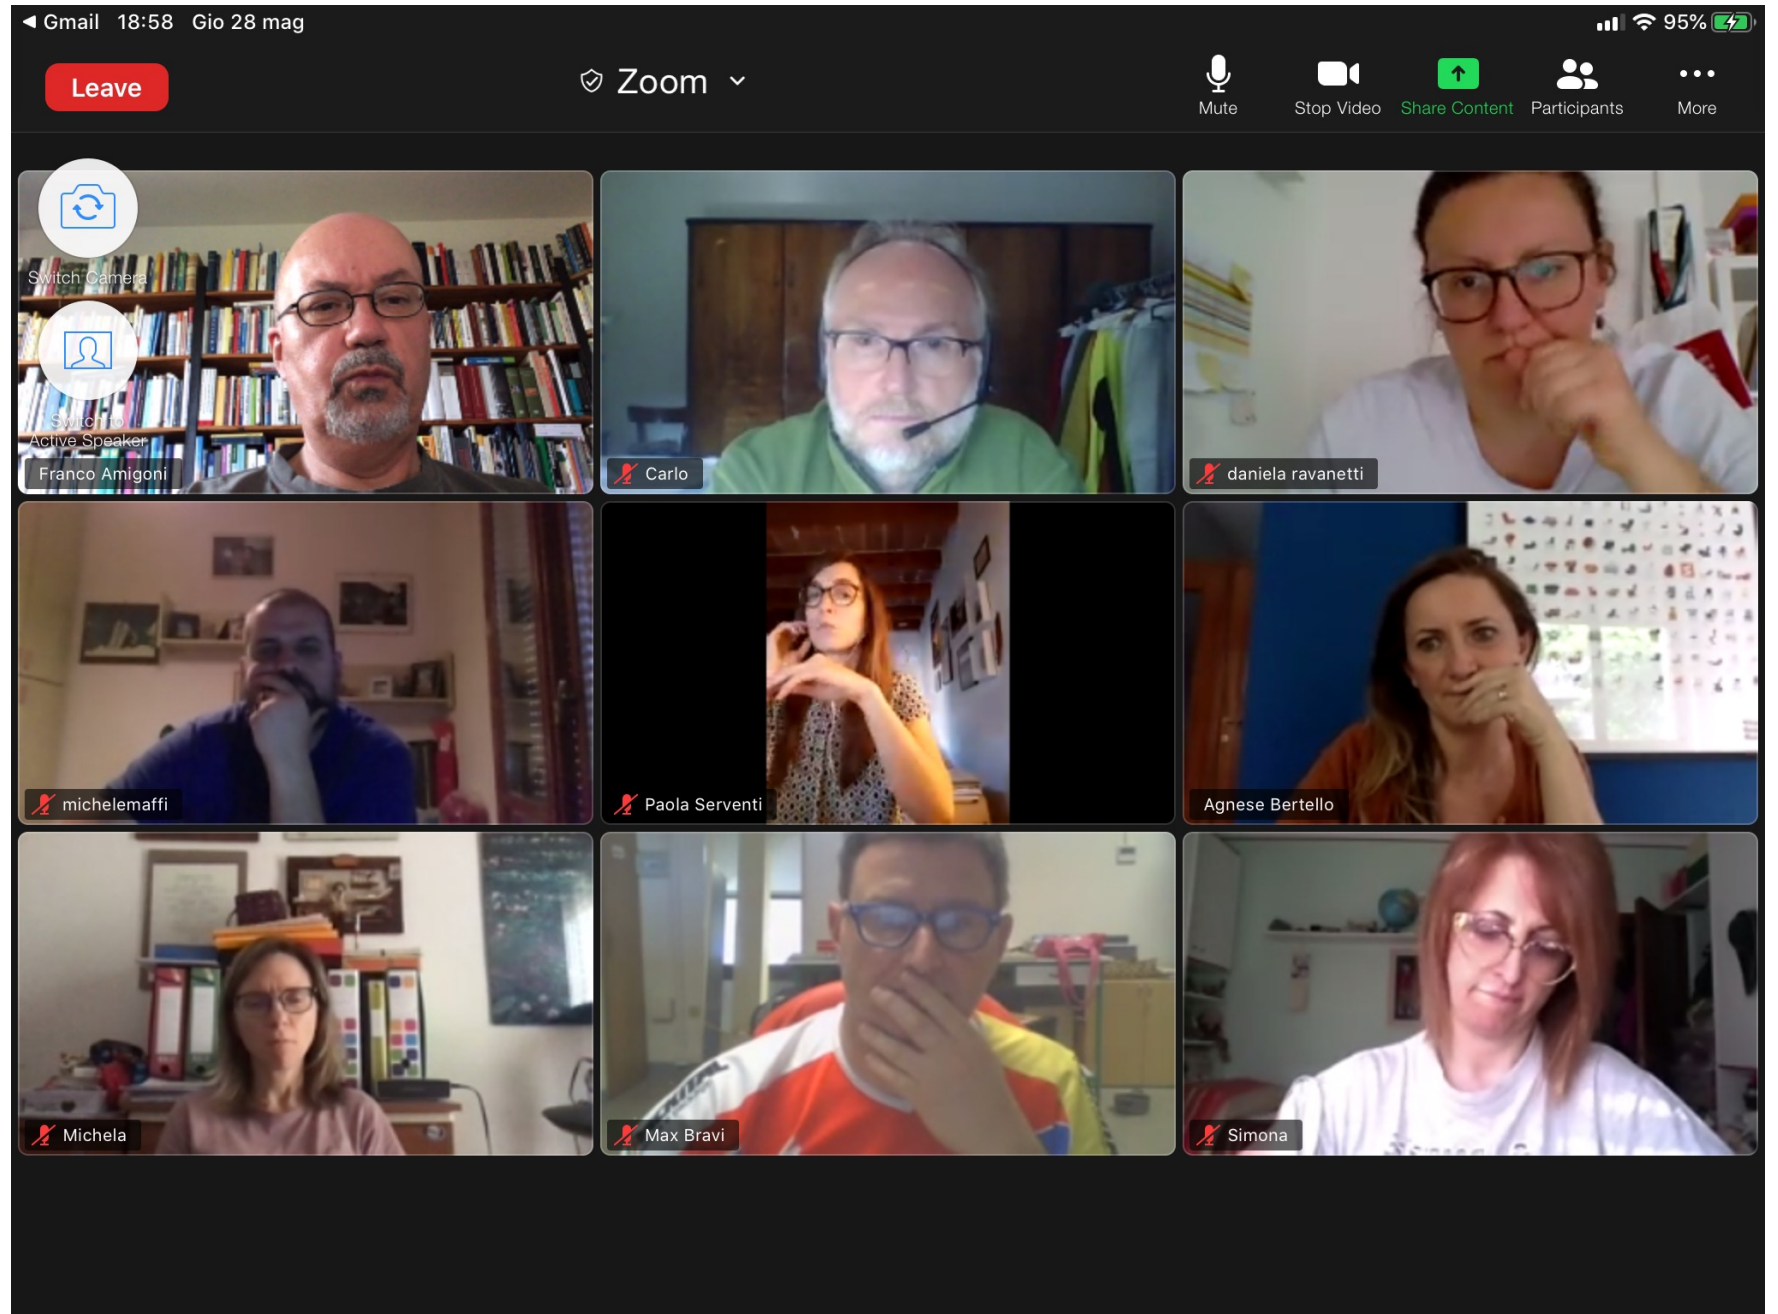 ◀ Gmail 18:58 Gio 28 mag 95%
Leave Zoom Mute Stop Video Share Content Participants More
Switch Camera
Switch to
Active Speaker
Franco Amigoni Carlo daniela ravanetti
michelemaffi Paola Serventi Agnese Bertello
Michela Max Bravi Simona